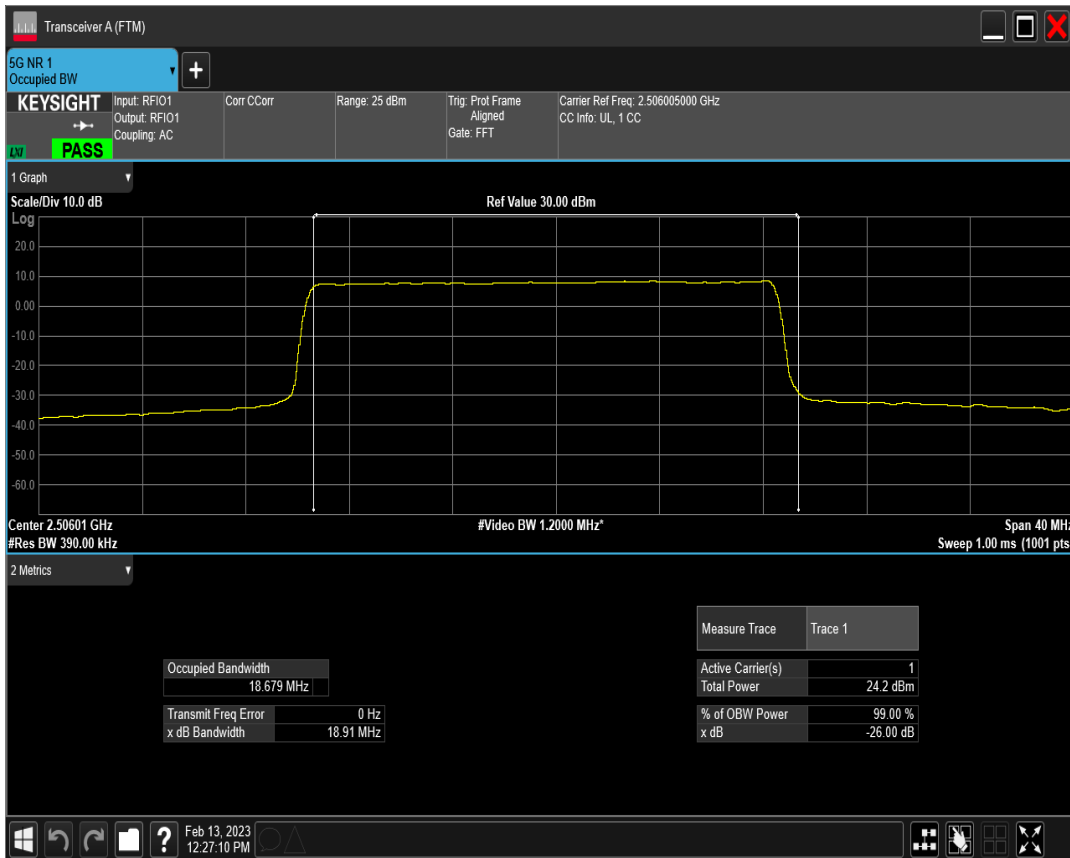 Transceiver A (FTM)
5G NR 1
Occupied BW
+
KEYSIGHT
LXI
PASS
Input: RFIO1
Output: RFIO1
Coupling: AC
Corr CCorr
Range: 25 dBm
Trig: Prot Frame
Aligned
Gate: FFT
Carrier Ref Freq: 2.506005000 GHz
CC Info: UL, 1 CC
1 Graph
Scale/Div 10.0 dB
Ref Value 30.00 dBm
Log
20.0
10.0
0.00
-10.0
-20.0
-30.0
-40.0
-50.0
-60.0
Center 2.50601 GHz
#Video BW 1.2000 MHz*
Span 40 MHz
#Res BW 390.00 kHz
Sweep 1.00 ms (1001 pts
2 Metrics
Measure Trace Trace 1
Occupied Bandwidth
18.679 MHz
Active Carrier(s) 1
Total Power 24.2 dBm
Transmit Freq Error 0 Hz
x dB Bandwidth 18.91 MHz
% of OBW Power 99.00 %
x dB -26.00 dB
?
Feb 13, 2023
12:27:10 PM